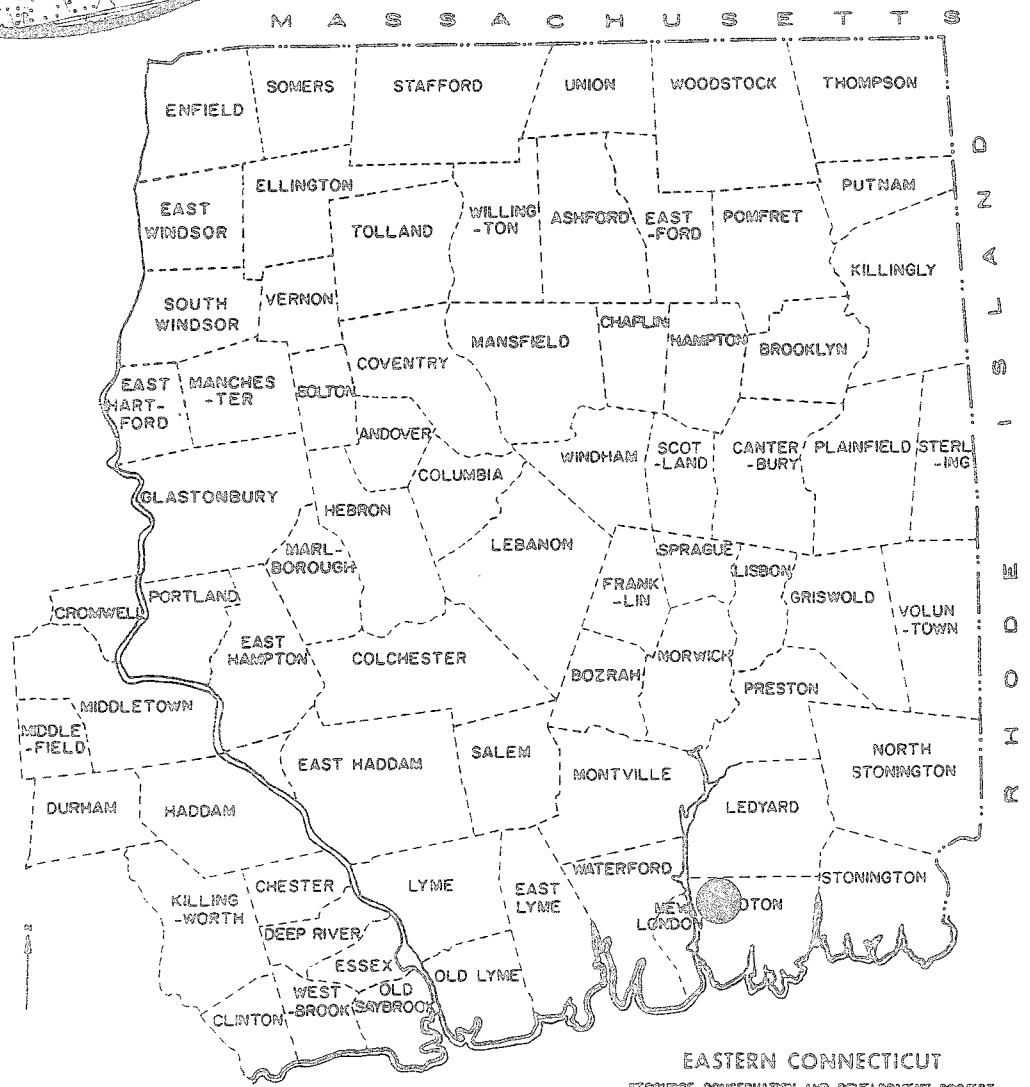 MASSACHUSETTS
SOMERS
STAFFORD
UNION
WOODSTOCK
THOMPSON
ENFIELD
ELLINGTON
PUTNAM
EAST
WINDSOR
TOLLAND
WILLING
-TON
ASHFORD
EAST
-FORD
POMFRET
KILLINGLY
SOUTH
WINDSOR
VERNON
MANSFIELD
CHAPLIN
HAMPTON
BROOKLYN
COVENTRY
EAST
HART-
FORD
MANCHES
-TER
BOLTON
ANDOVER
COLUMBIA
WINDHAM
SCOT
-LAND
CANTER
-BURY
PLAINFIELD
STERL
-ING
GLASTONBURY
HEBRON
LEBANON
MARL-
BOROUGH
SPRAGUE
LISBON
FRANK
-LIN
GRISWOLD
VOLUN
-TOWN
CROMWELL
PORTLAND
EAST
HAMPTON
COLCHESTER
BOZRAH
NORWICH
PRESTON
MIDDLETOWN
MIDDLE
-FIELD
EAST HADDAM
SALEM
MONTVILLE
NORTH
STONINGTON
DURHAM
HADDAM
LEDYARD
RHODE ISLAND
WATERFORD
STONINGTON
KILLING
-WORTH
CHESTER
LYME
EAST
LYME
NEW
LONDON
OTON
DEEP RIVER
ESSEX
OLD LYME
WEST
-BROOK
OLD
SAYBROOK
CLINTON
N
EASTERN CONNECTICUT
RESOURCE CONSERVATION AND DEVELOPMENT PROJECT